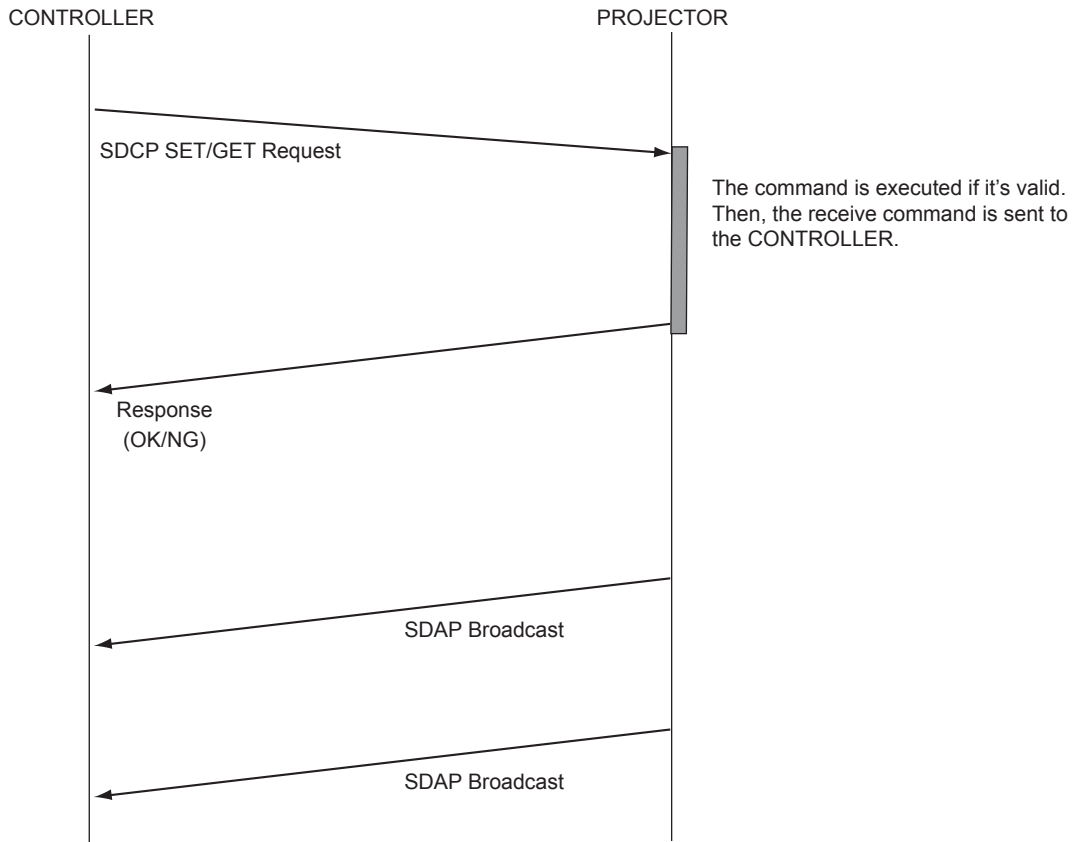 CONTROLLER
PROJECTOR
SDCP SET/GET Request
The command is executed if it's valid.
Then, the receive command is sent to
the CONTROLLER.
Response
(OK/NG)
SDAP Broadcast
SDAP Broadcast